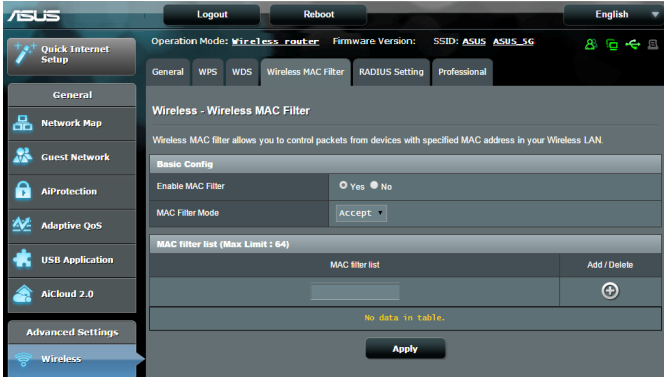 ASUS
Logout
Reboot
English
Quick Internet
Setup
Operation Mode: Wireless router Firmware Version: SSID: ASUS ASUS_5G
General
WPS
WDS
Wireless MAC Filter
RADIUS Setting
Professional
General
Network Map
Guest Network
AiProtection
Adaptive QoS
USB Application
AiCloud 2.0
Advanced Settings
Wireless
Wireless - Wireless MAC Filter
Wireless MAC filter allows you to control packets from devices with specified MAC address in your Wireless LAN.
Basic Config
Enable MAC Filter
Yes No
MAC Filter Mode
Accept
MAC filter list (Max Limit : 64)
MAC filter list
Add / Delete
No data in table.
Apply